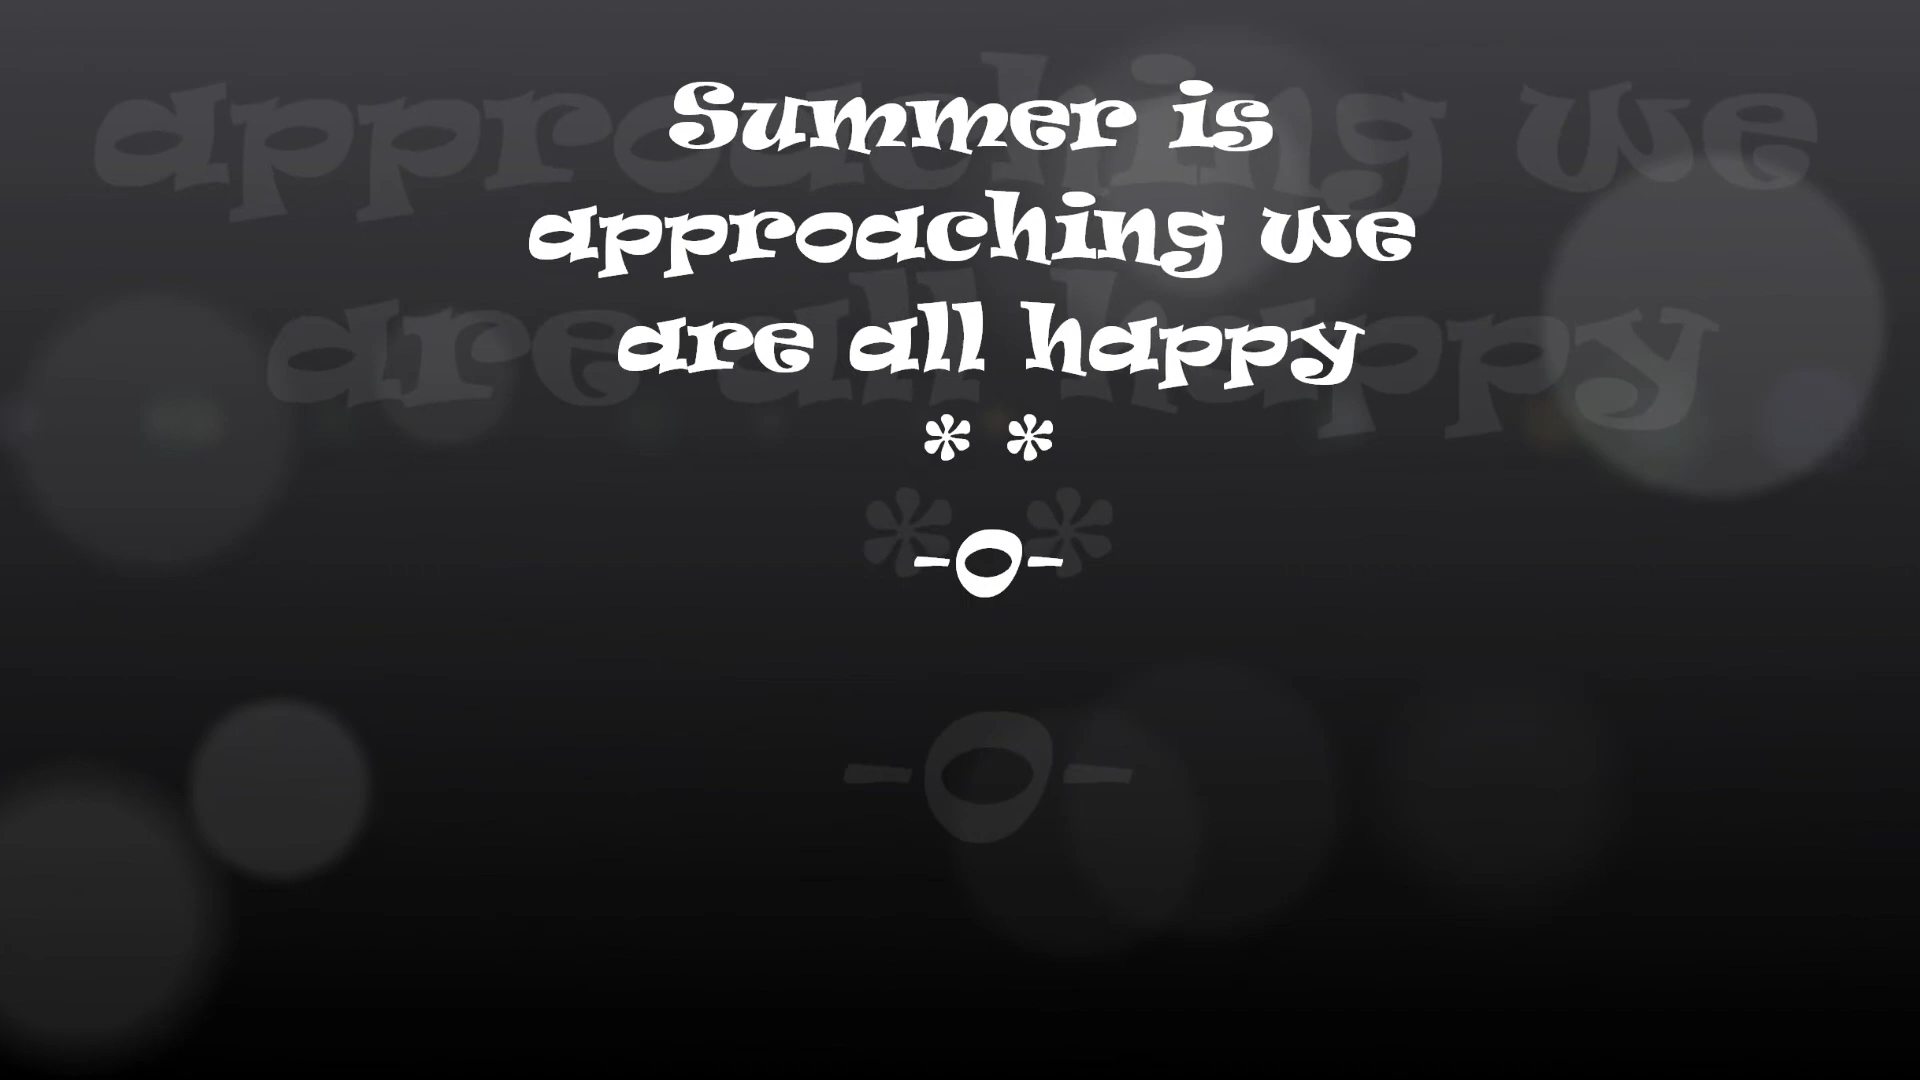 Summer is
approaching we
are all happy
* *
-o-